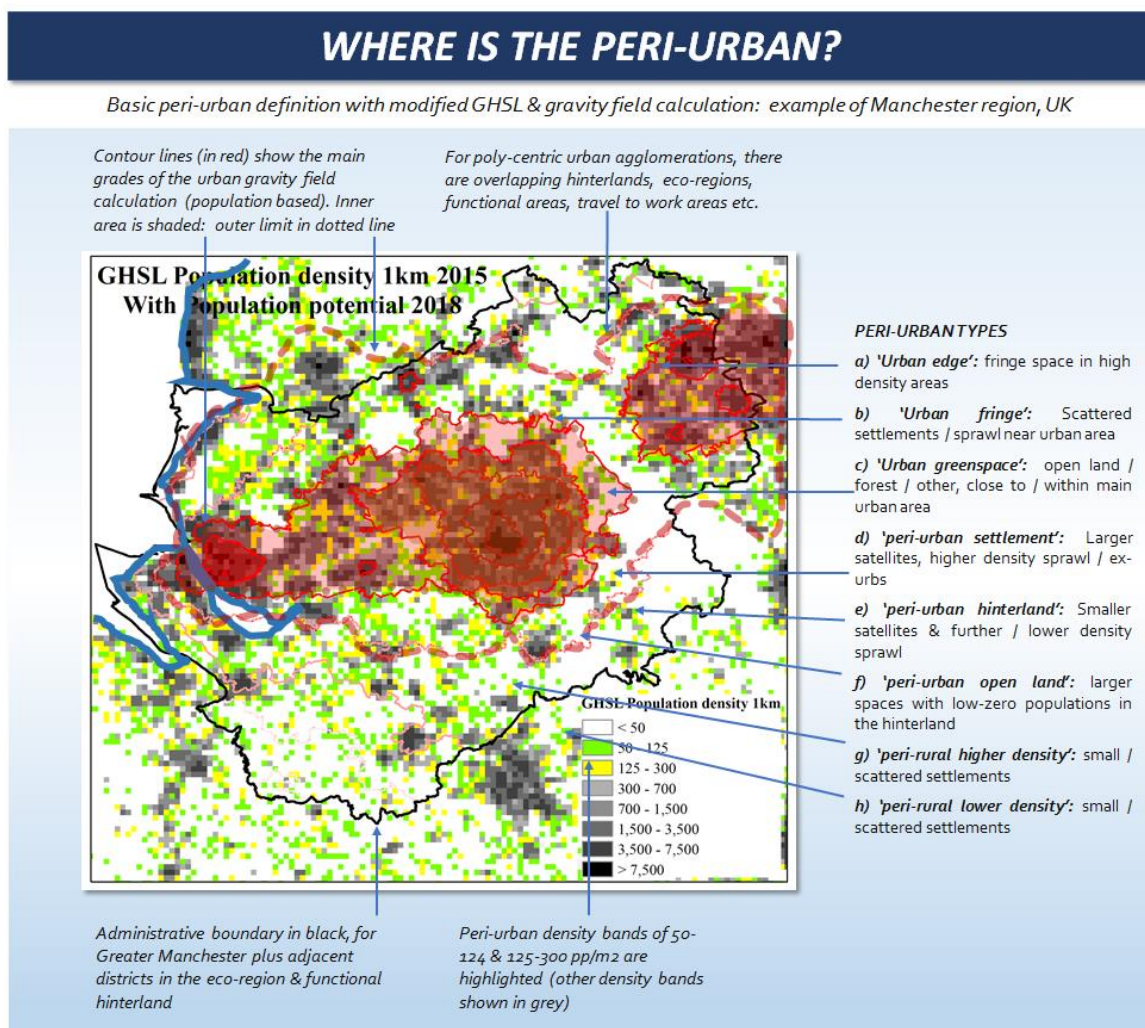 WHERE IS THE PERI-URBAN?
Basic peri-urban definition with modified GHSL & gravity field calculation: example of Manchester region, UK
Contour lines (in red) show the main
grades of the urban gravity field
calculation (population based). Inner
area is shaded: outer limit in dotted line
For poly-centric urban agglomerations, there
are overlapping hinterlands, eco-regions,
functional areas, travel to work areas etc.
GHSL Population density 1km 2015
With Population potential 2018
PERI-URBAN TYPES
a) ‘Urban edge’: fringe space in high
density areas
b) ‘Urban fringe’: Scattered
settlements / sprawl near urban area
c) ‘Urban greenspace’: open land /
forest / other, close to / within main
urban area
d) ‘peri-urban settlement’: Larger
satellites, higher density sprawl / ex-
urbs
e) ‘peri-urban hinterland’: Smaller
satellites & further / lower density
sprawl
f) ‘peri-urban open land’: larger
spaces with low-zero populations in
the hinterland
g) ‘peri-rural higher density’: small /
scattered settlements
h) ‘peri-rural lower density’: small /
scattered settlements
GHSL Population density 1km
< 50
50 - 125
125 - 300
300 - 700
700 - 1,500
1,500 - 3,500
3,500 - 7,500
> 7,500
Administrative boundary in black, for
Greater Manchester plus adjacent
districts in the eco-region & functional
hinterland
Peri-urban density bands of 50-
124 & 125-300 pp/m2 are
highlighted (other density bands
shown in grey)